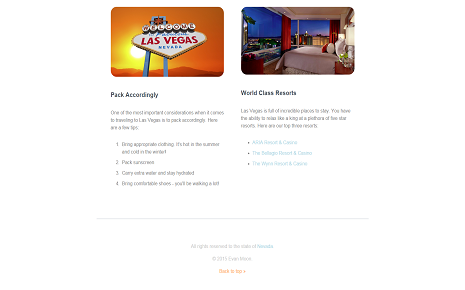 WELCOME
TO Fabulous
LAS VEGAS
NEVADA
Pack Accordingly
One of the most important considerations when it comes
to traveling to Las Vegas is to pack accordingly. Here
are a few tips:
1. Bring appropriate clothing. It's hot in the summer
and cold in the winter!
2. Pack sunscreen
3. Carry extra water and stay hydrated
4. Bring comfortable shoes - you'll be walking a lot!
World Class Resorts
Las Vegas is full of incredible places to stay. You have
the ability to relax like a king at a plethora of five star
resorts. Here are our top three resorts:
• ARIA Resort & Casino
• The Bellagio Resort & Casino
• The Resort & Casino
All rights reserved to the state of Nevada.
© 2015 Evan
Back to top »